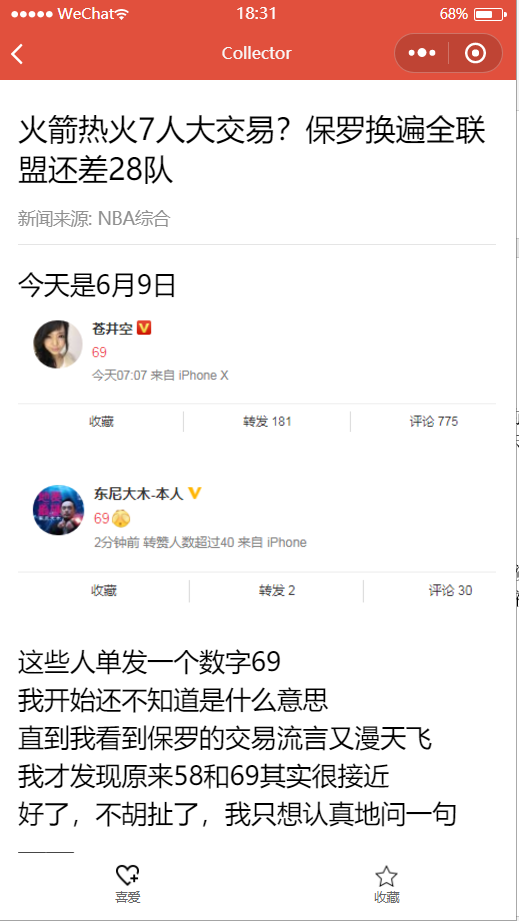 WeChat 18:31 68%
Collector
火箭热火7人大交易？保罗换遍全联
盟还差28队
新闻来源: NBA综合
今天是6月9日
苍井空
69
今天07:07 来自 iPhone X
收藏 转发 181 评论 775
东尼大木-本人
69
2分钟前 转赞人数超过40 来自 iPhone
收藏 转发 2 评论 30
这些人单发一个数字69
我开始还不知道是什么意思
直到我看到保罗的交易流言又漫天飞
我才发现原来58和69其实很接近
好了，不胡扯了，我只想认真地问一句
——
喜爱 收藏